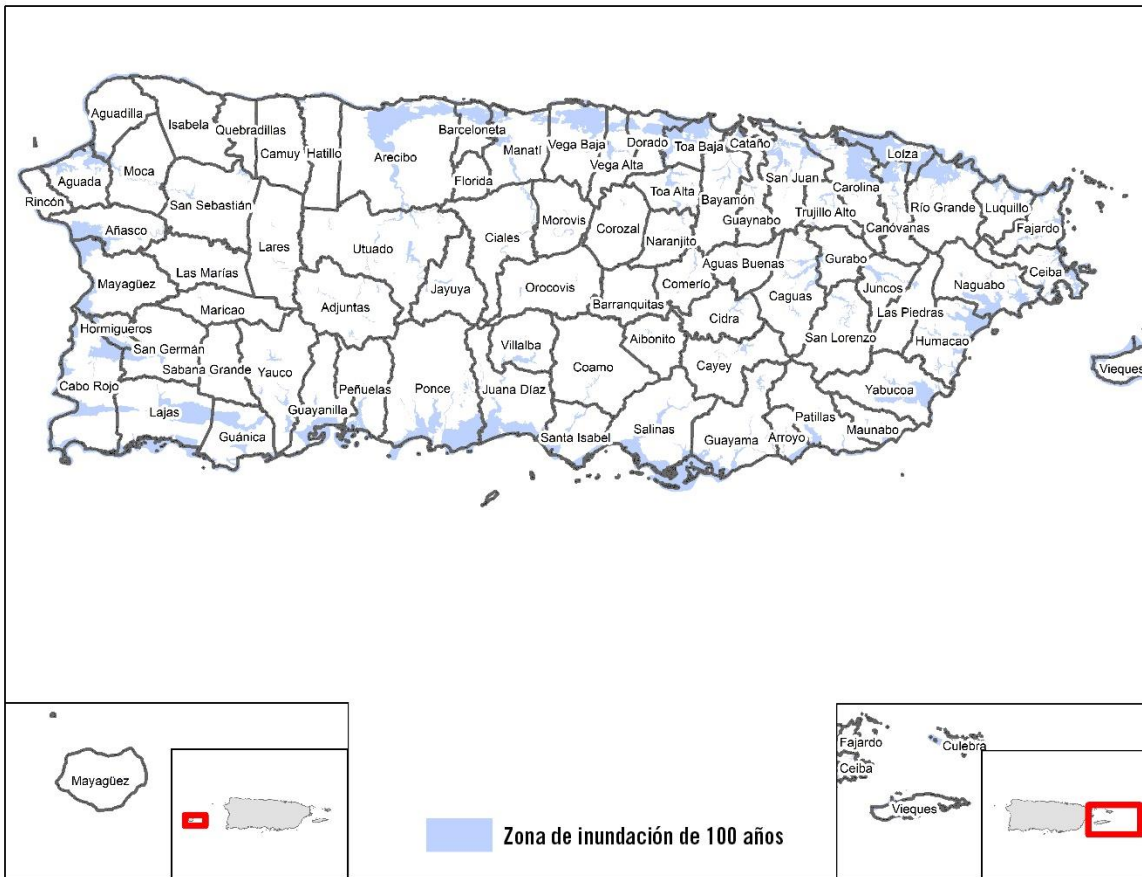 Aguadilla
Isabela
Quebradillas
Camuy
Hatillo
Arecibo
Barceloneta
Manatí
Vega Baja
Vega Alta
Dorado
Toa Baja
Cataño
San Juan
Loíza
Moca
Aguada
Rincón
San Sebastián
Florida
Ciales
Morovis
Corozal
Toa Alta
Bayamón
Naranjito
Guaynabo
Trujillo Alto
Carolina
Canóvanas
Río Grande
Luquillo
Fajardo
Añasco
Lares
Utuado
Las Marías
Mayagüez
Maricao
Adjuntas
Jayuya
Orocovis
Barranquitas
Comerío
Aguas Buenas
Cidra
Caguas
Gurabo
Juncos
Las Piedras
Naguabo
Ceiba
Hormigueros
San Germán
Sabana Grande
Yauco
Cabo Rojo
Lajas
Guánica
Guayanilla
Peñuelas
Ponce
Villalba
Juana Díaz
Coamo
Aibonito
Cayey
San Lorenzo
Humacao
Yabucoa
Santa Isabel
Salinas
Guayama
Arroyo
Patillas
Maunabo
Vieques
Mayagüez
Zona de inundación de 100 años
Fajardo
Ceiba
Culebra
Vieques